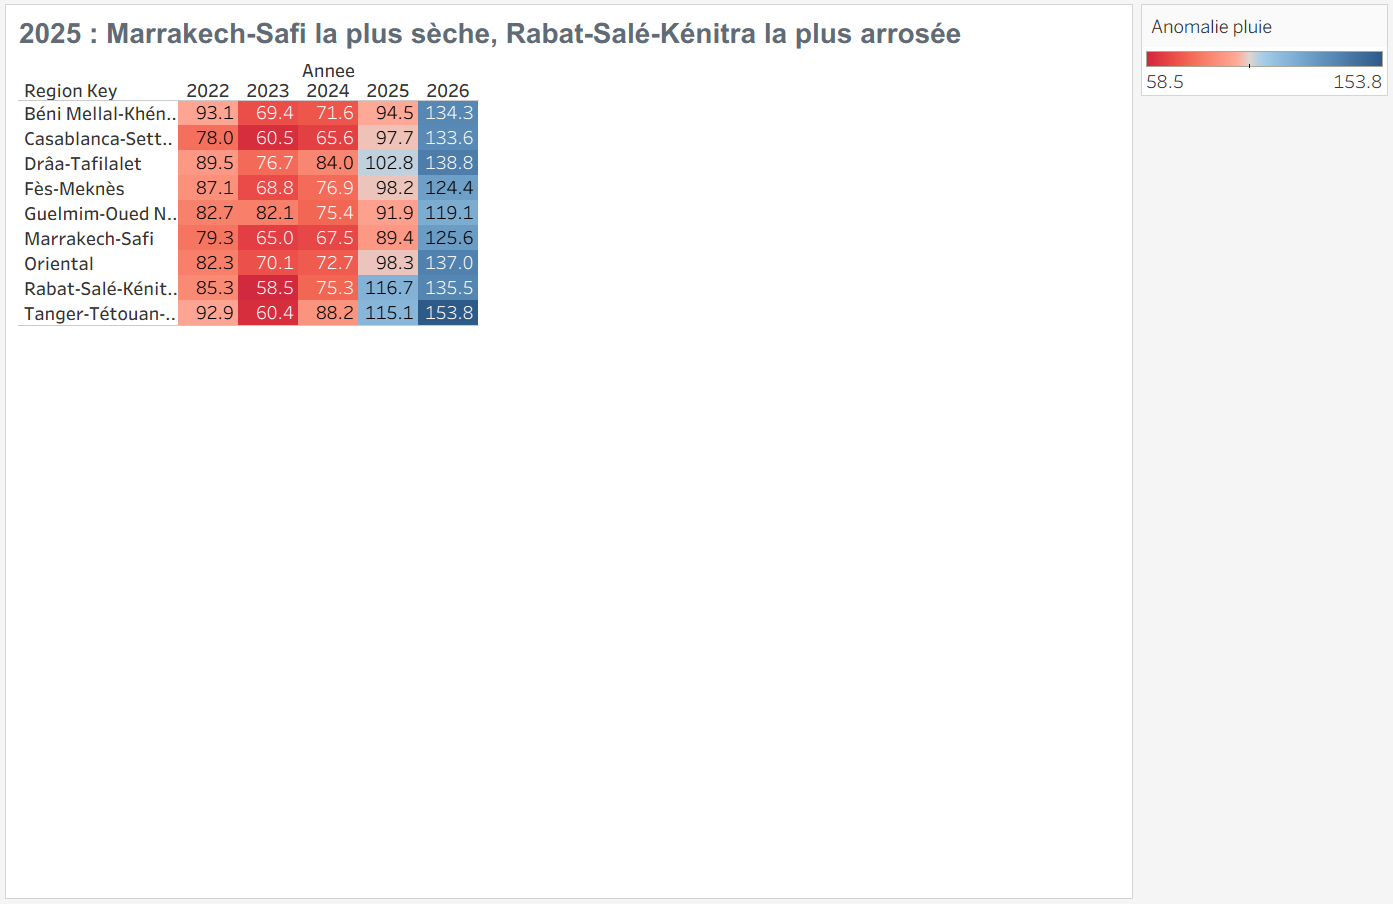 2025 : Marrakech-Safi la plus sèche, Rabat-Salé-Kénitra la plus arrosée
Annee
Region Key 2022 2023 2024 2025 2026
Béni Mellal-Khén.. 93.1 69.4 71.6 94.5 134.3
Casablanca-Sett.. 78.0 60.5 65.6 97.7 133.6
Drâa-Tafilalet 89.5 76.7 84.0 102.8 138.8
Fès-Meknès 87.1 68.8 76.9 98.2 124.4
Guelmim-Oued N.. 82.7 82.1 75.4 91.9 119.1
Marrakech-Safi 79.3 65.0 67.5 89.4 125.6
Oriental 82.3 70.1 72.7 98.3 137.0
Rabat-Salé-Kénit.. 85.3 58.5 75.3 116.7 135.5
Tanger-Tétouan-.. 92.9 60.4 88.2 115.1 153.8
Anomalie pluie
58.5 153.8